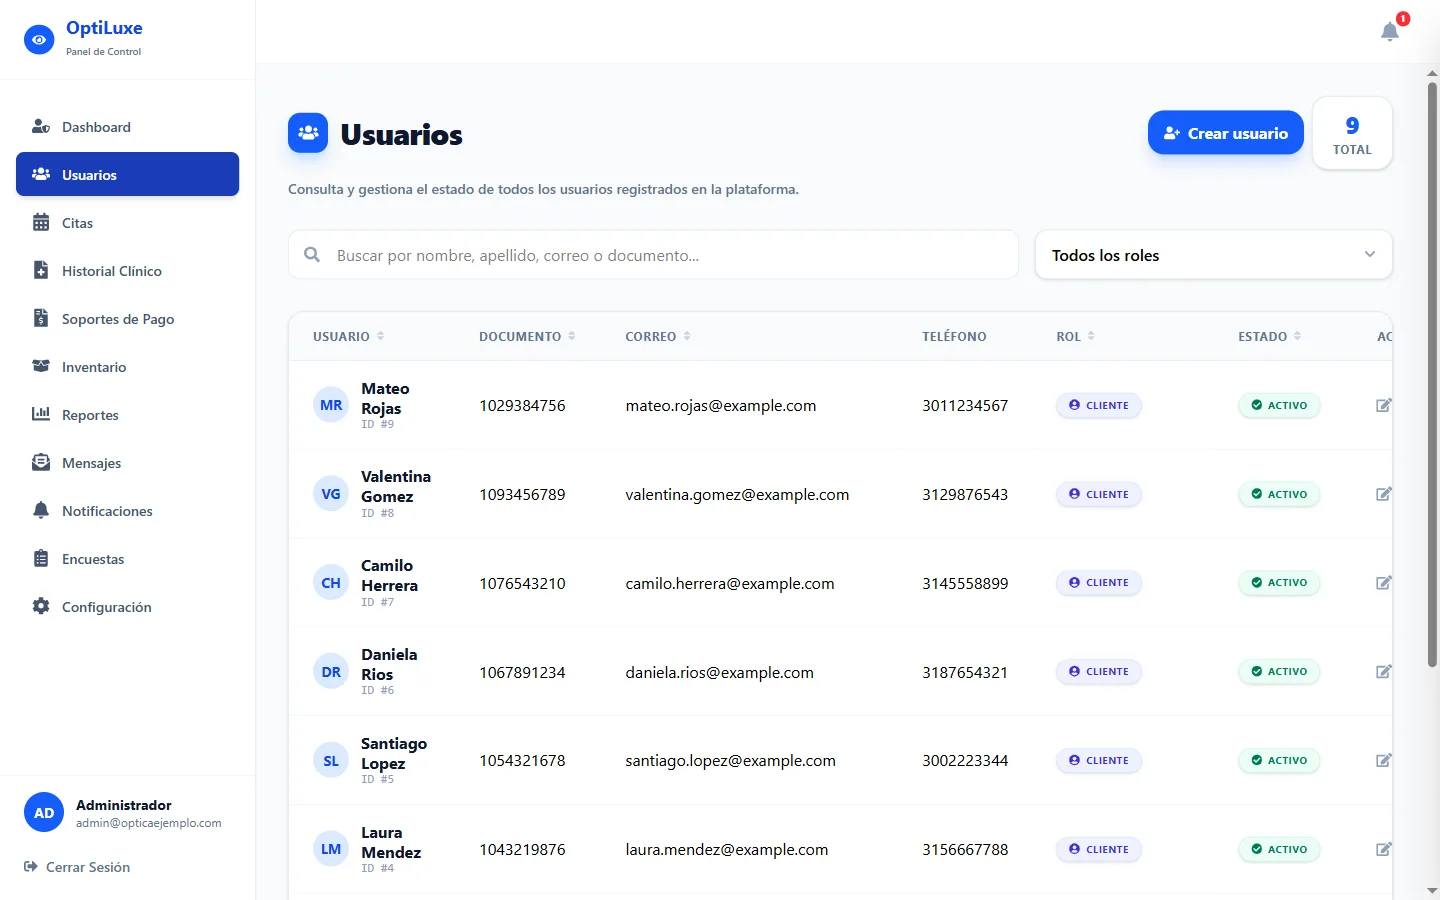 OptiLuxe
Panel de Control
1
Dashboard
Usuarios
Citas
Historial Clínico
Soportes de Pago
Inventario
Reportes
Mensajes
Notificaciones
Encuestas
Configuración
AD
Administrador
admin@opticaejemplo.com
Cerrar Sesión
Usuarios
Crear usuario
9
TOTAL
Consulta y gestiona el estado de todos los usuarios registrados en la plataforma.
Buscar por nombre, apellido, correo o documento...
Todos los roles
USUARIO DOCUMENTO CORREO TELÉFONO ROL ESTADO AC
MR Mateo Rojas ID #9 1029384756 mateo.rojas@example.com 3011234567 CLIENTE ACTIVO
VG Valentina Gomez ID #8 1093456789 valentina.gomez@example.com 3129876543 CLIENTE ACTIVO
CH Camilo Herrera ID #7 1076543210 camilo.herrera@example.com 3145558899 CLIENTE ACTIVO
DR Daniela Rios ID #6 1067891234 daniela.rios@example.com 3187654321 CLIENTE ACTIVO
SL Santiago Lopez ID #5 1054321678 santiago.lopez@example.com 3002223344 CLIENTE ACTIVO
LM Laura Mendez ID #4 1043219876 laura.mendez@example.com 3156667788 CLIENTE ACTIVO